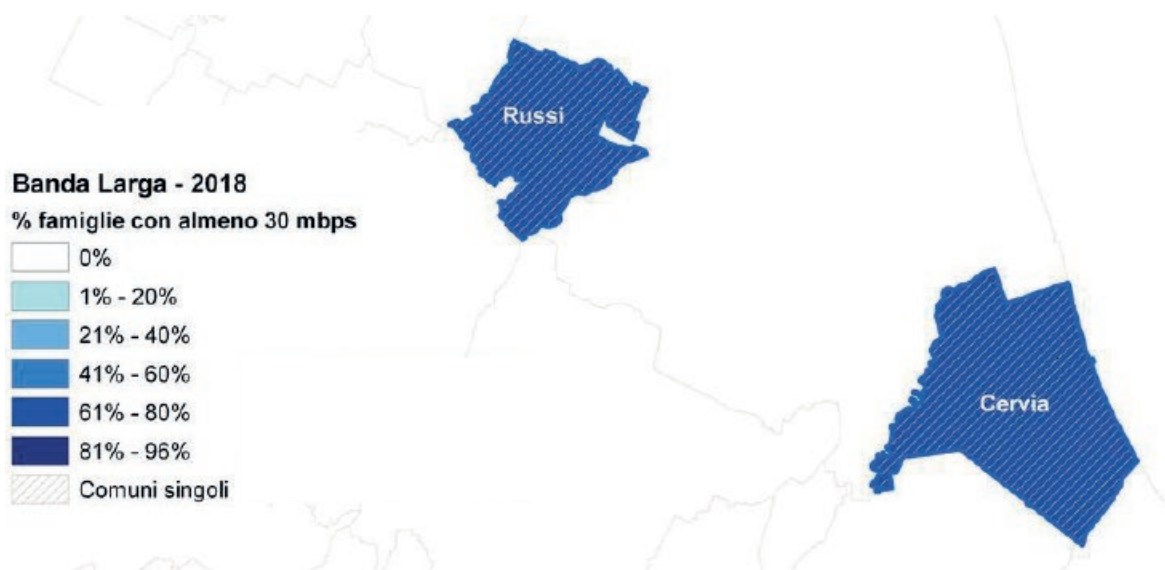 Russi
Banda Larga - 2018
% famiglie con almeno 30 mbps
0%
1% - 20%
21% - 40%
41% - 60%
61% - 80%
81% - 96%
Comuni singoli
Cervia